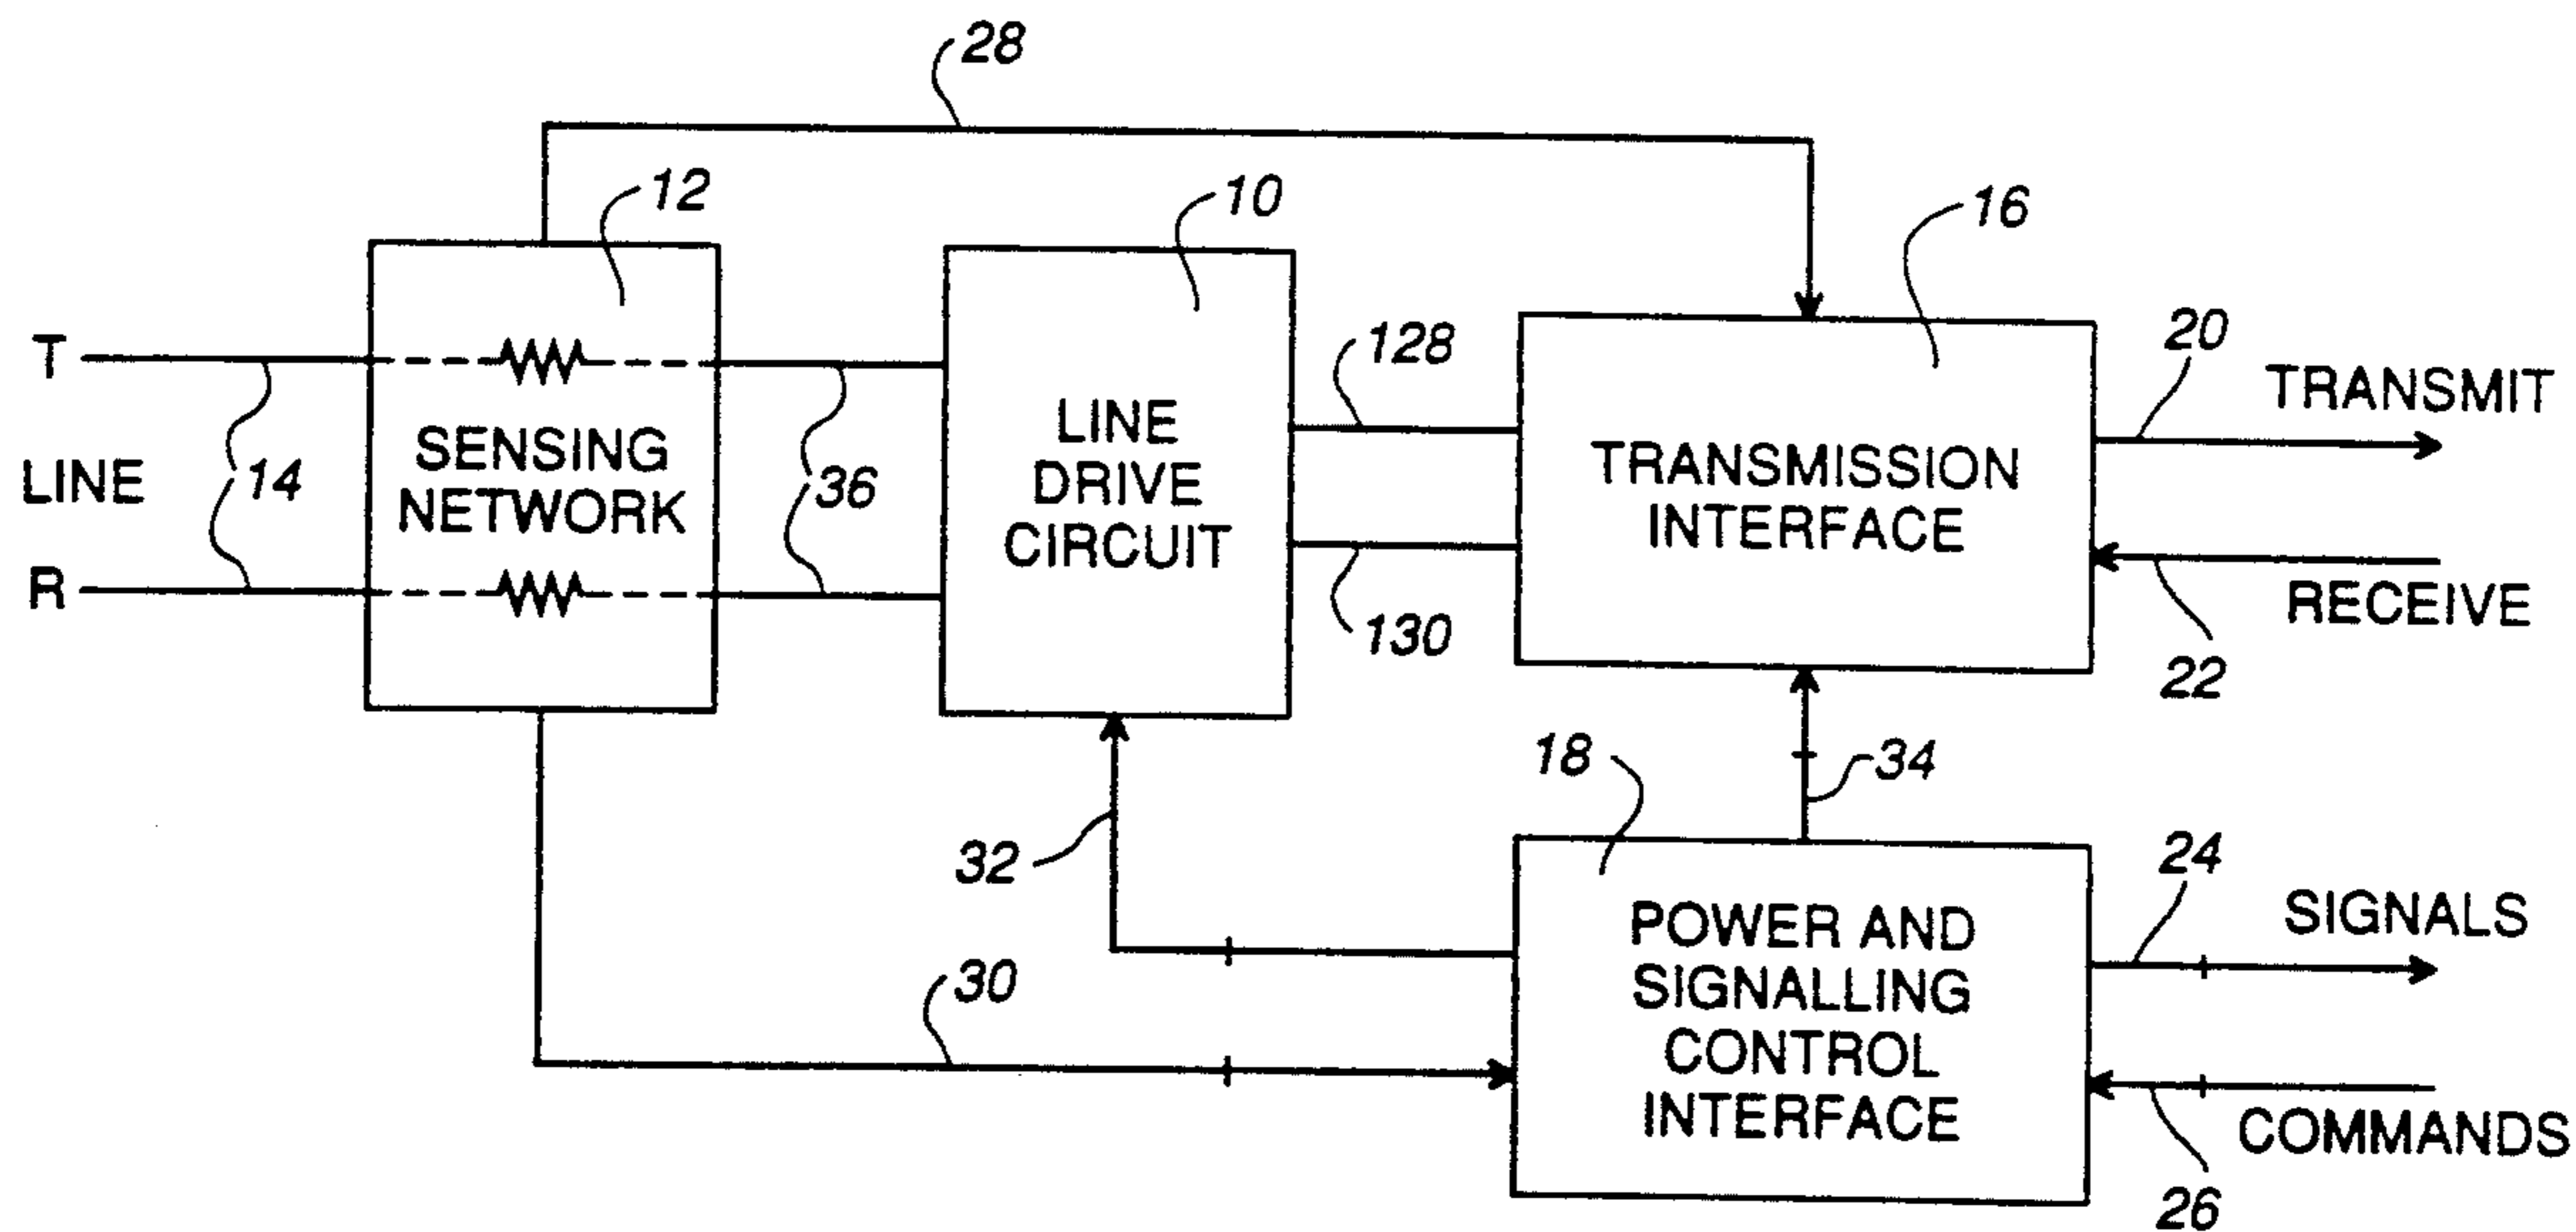 28
12
10
16
T
128
20
TRANSMIT
LINE
14
SENSING
NETWORK
36
LINE
DRIVE
CIRCUIT
TRANSMISSION
INTERFACE
R
130
RECEIVE
22
18
34
32
24
SIGNALS
30
POWER AND
SIGNALLING
CONTROL
INTERFACE
COMMANDS
26